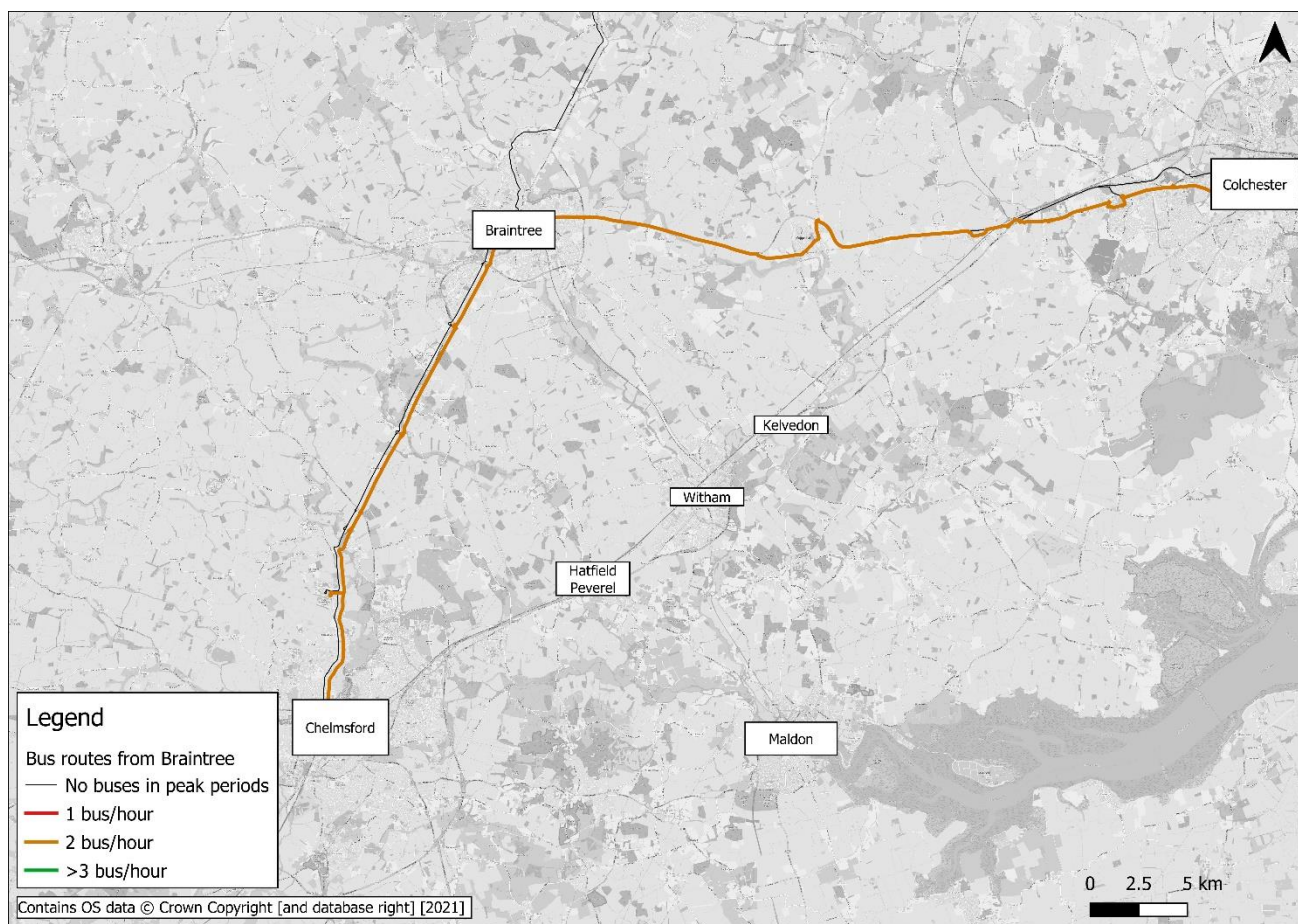 Braintree
Colchester
Kelvedon
Witham
Hatfield
Peverel
Chelmsford
Maldon
Legend
Bus routes from Braintree
No buses in peak periods
1 bus/hour
2 bus/hour
>3 bus/hour
0 2.5 5 km
Contains OS data © Crown Copyright [and database right] [2021]